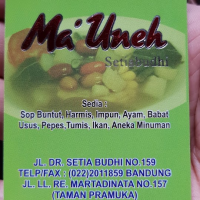 Ma' Uneh
Setiabudhi
Sedia :
Sop Buntut, Harmis, Impun, Ayam, Babat
Usus, Pepes Tumis, Ikan, Aneka Minuman
JL. DR. SETIA BUDHI NO.159
TELP/FAX : (022)2011859 BANDUNG
JL. LL. RE. MARTADINATA NO.157
(TAMAN PRAMUKA)